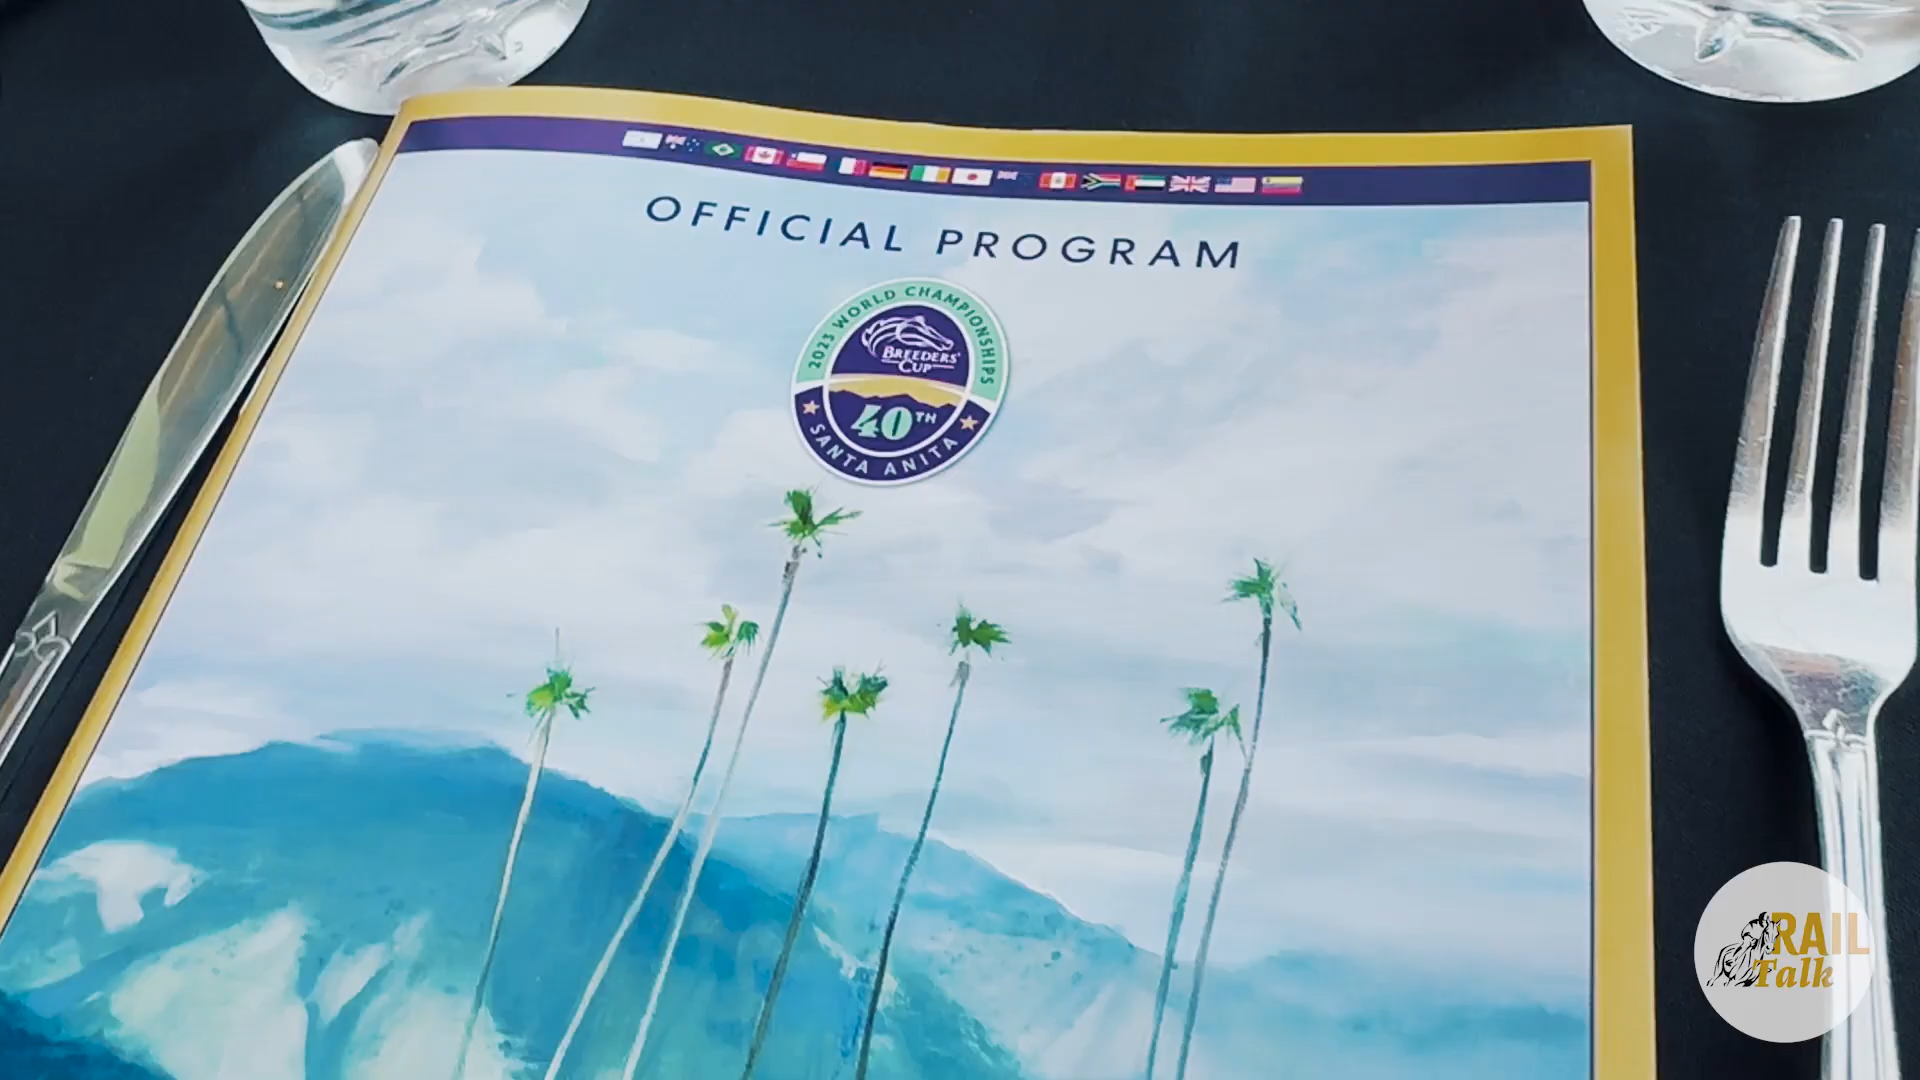 OFFICIAL PROGRAM
2023 WORLD CHAMPIONSHIPS
BREEDERS'
CUP
40TH
SANTA ANITA
RAIL
Talk